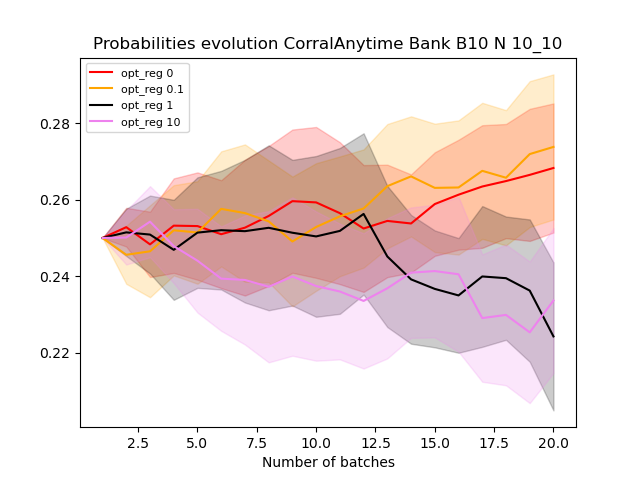 Probabilities evolution CorralAnytime Bank B10 N 10_10
opt_reg 0
opt_reg 0.1
opt_reg 1
opt_reg 10
0.28
0.26
0.24
0.22
2.5 5.0 7.5 10.0 12.5 15.0 17.5 20.0
Number of batches